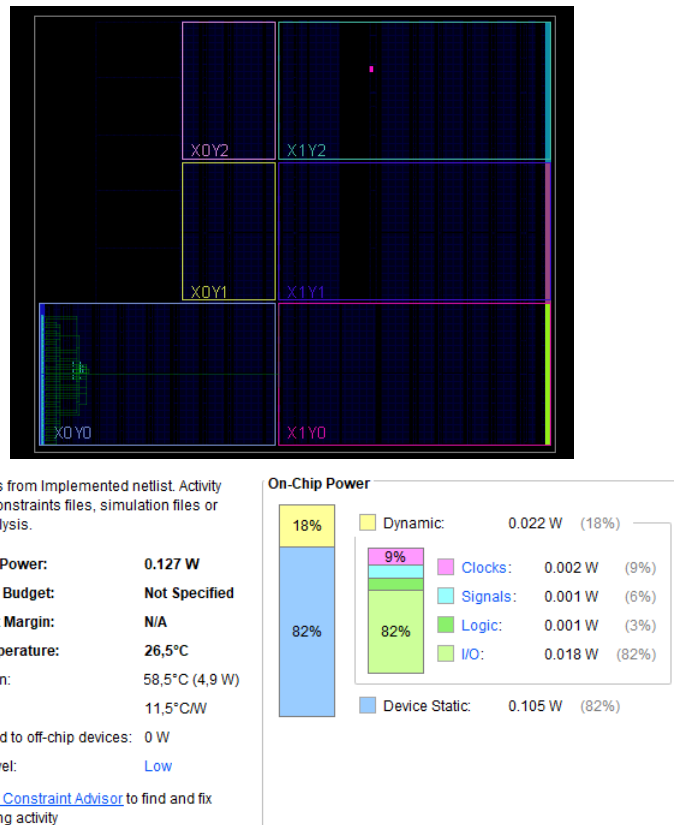 X0Y2
X1Y2
X0Y1
X1Y1
X0Y0
X1Y0
s from Implemented netlist. Activity
onstraints files, simulation files or
lysis.
Power: 0.127 W
Budget: Not Specified
Margin: N/A
perature: 26,5°C
n: 58,5°C (4,9 W)
11,5°C/W
d to off-chip devices: 0 W
vel: Low
Constraint Advisor to find and fix
ng activity
On-Chip Power
18%
82%
Dynamic: 0.022 W (18%)
9%
82%
Clocks: 0.002 W (9%)
Signals: 0.001 W (6%)
Logic: 0.001 W (3%)
I/O: 0.018 W (82%)
Device Static: 0.105 W (82%)